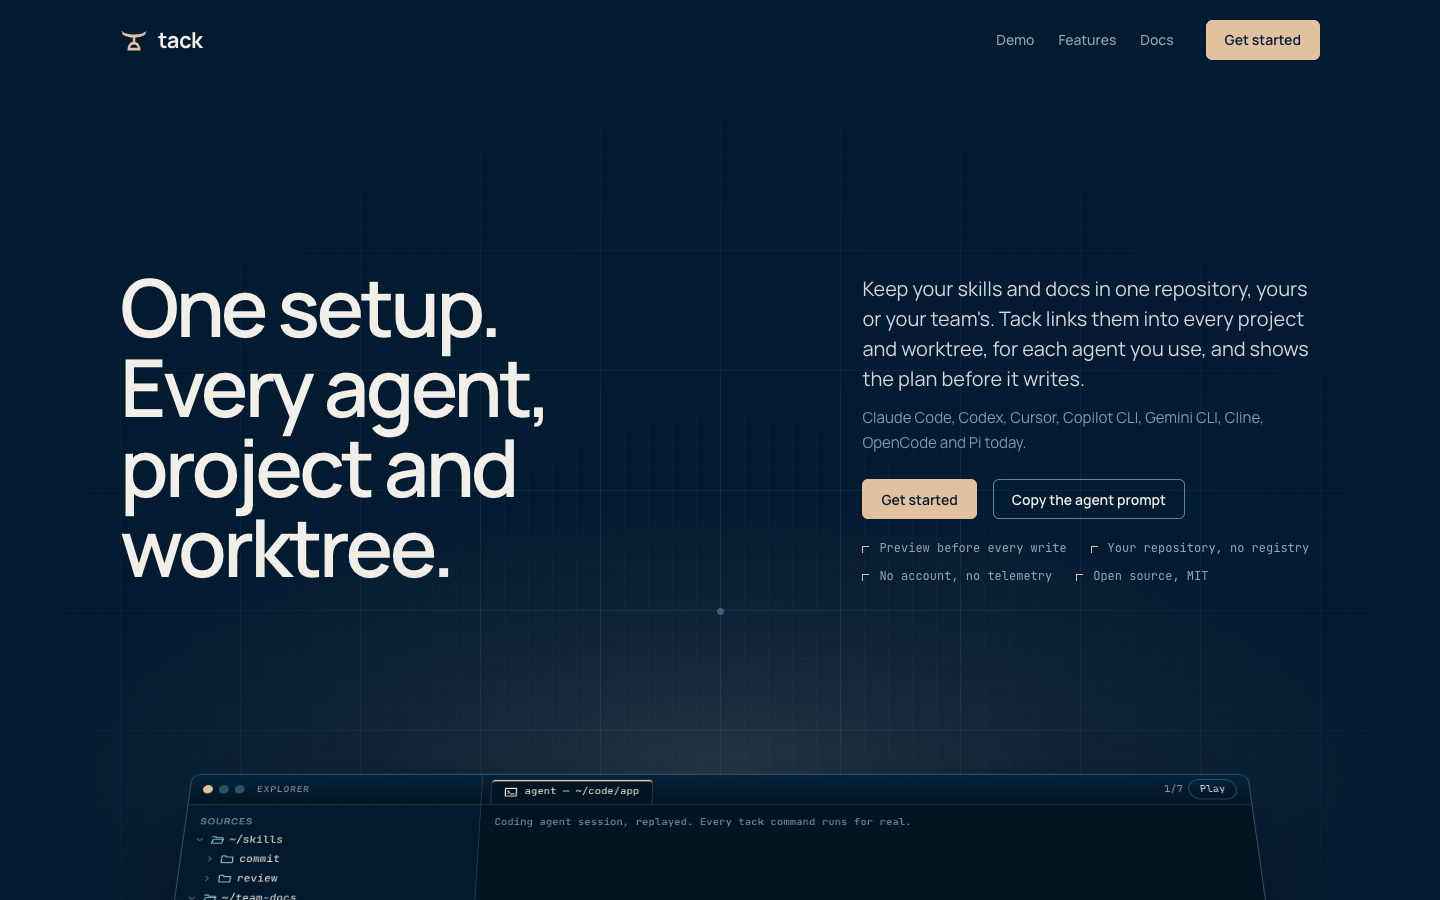 tack
Demo
Features
Docs
Get started
One setup.
Every agent,
project and
worktree.
Keep your skills and docs in one repository, yours
or your team's. Tack links them into every project
and worktree, for each agent you use, and shows
the plan before it writes.
Claude Code, Codex, Cursor, Copilot CLI, Gemini CLI, Cline,
OpenCode and Pi today.
Get started
Copy the agent prompt
Preview before every write
Your repository, no registry
No account, no telemetry
Open source, MIT
EXPLORER
agent — ~/code/app
1/7
Play
SOURCES
~/skills
commit
review
~/team-docs
Coding agent session, replayed. Every tack command runs for real.